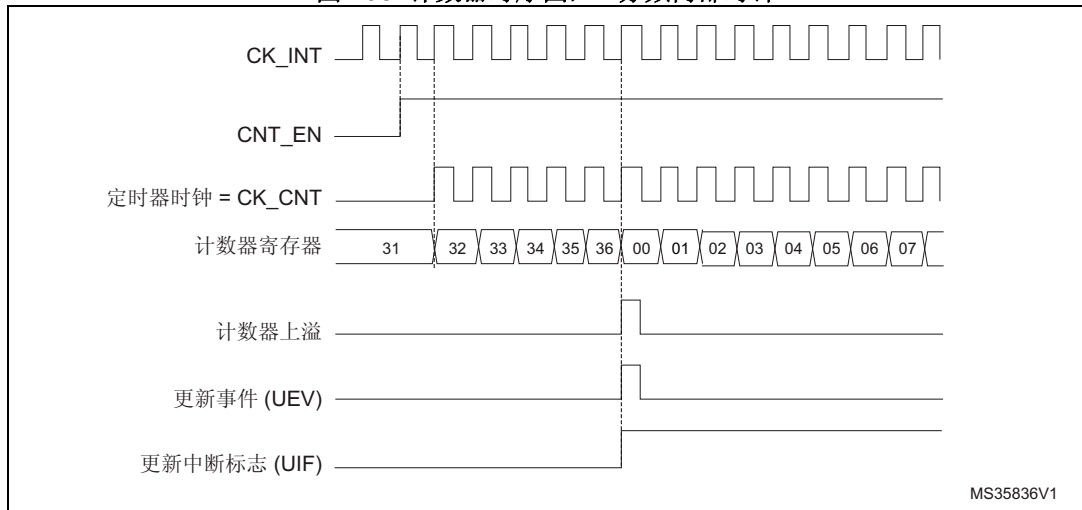 CK_INT
CNT_EN
定时器时钟 = CK_CNT
计数器寄存器 31 32 33 34 35 36 00 01 02 03 04 05 06 07
计数器上溢
更新事件 (UEV)
更新中断标志 (UIF)
MS35836V1